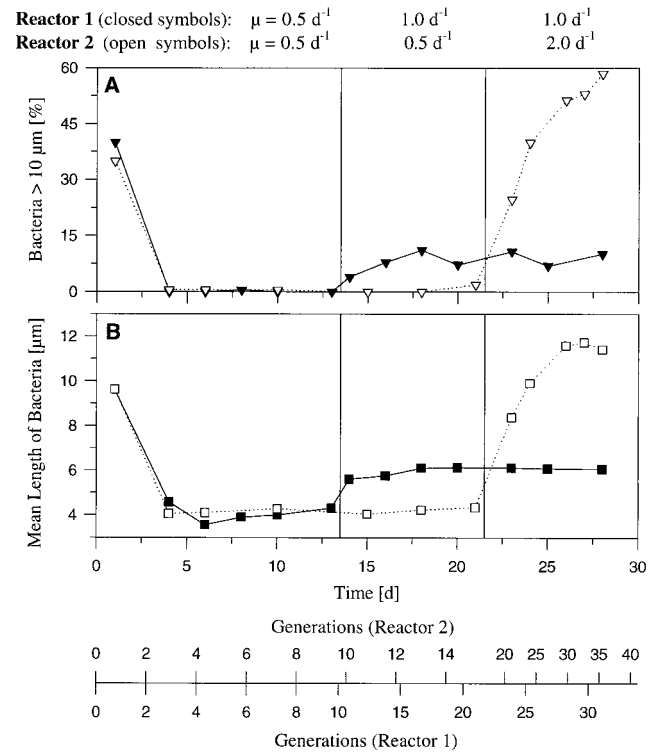 Reactor 1 (closed symbols): μ = 0.5 d⁻¹ 1.0 d⁻¹ 1.0 d⁻¹
Reactor 2 (open symbols): μ = 0.5 d⁻¹ 0.5 d⁻¹ 2.0 d⁻¹
60
A
45
30
15
0
Bacteria > 10 μm [%]
B
12
10
8
6
4
Mean Length of Bacteria [μm]
0 5 10 15 20 25 30
Time [d]
Generations (Reactor 2)
0 2 4 6 8 10 12 14 20 25 30 35 40
0 2 4 6 8 10 15 20 25 30
Generations (Reactor 1)